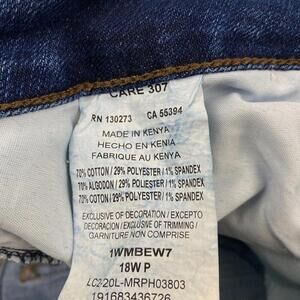 CARE 307
RN 130273 CA 55394
MADE IN KENYA
HECHO EN KENIA
FABRIQUE AU KENYA
70% COTTON / 29% POLYESTER / 1% SPANDEX
70% ALGODON / 29% POLIESTER / 1% SPANDEX
70% COTON / 29% POLYESTER / 1% SPANDEX
EXCLUSIVE OF DECORATION / EXCEPTO
DECORACION / EXCLUSIVE OF TRIMMING /
GARNITURE NON COMPRISE
1WMBEW7
18W P
LC2-20L-MRPH03803
191683436726